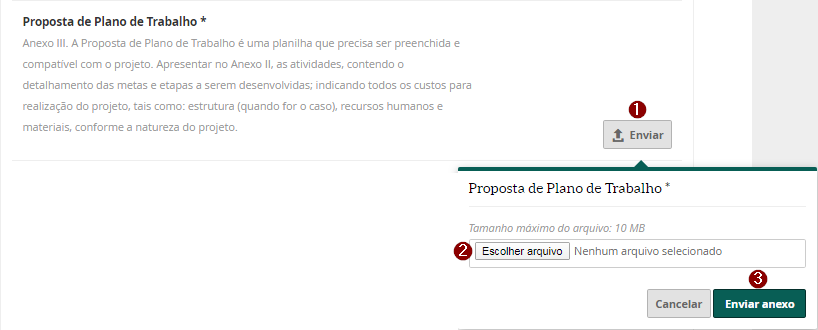 Proposta de Plano de Trabalho *
Anexo III. A Proposta de Plano de Trabalho é uma planilha que precisa ser preenchida e
compatível com o projeto. Apresentar no Anexo II, as atividades, contendo o
detalhamento das metas e etapas a serem desenvolvidas; indicando todos os custos para
realização do projeto, tais como: estrutura (quando for o caso), recursos humanos e
materiais, conforme a natureza do projeto.
1
Enviar
Proposta de Plano de Trabalho *
Tamanho máximo do arquivo: 10 MB
2 Escolher arquivo Nenhum arquivo selecionado
3
Cancelar Enviar anexo